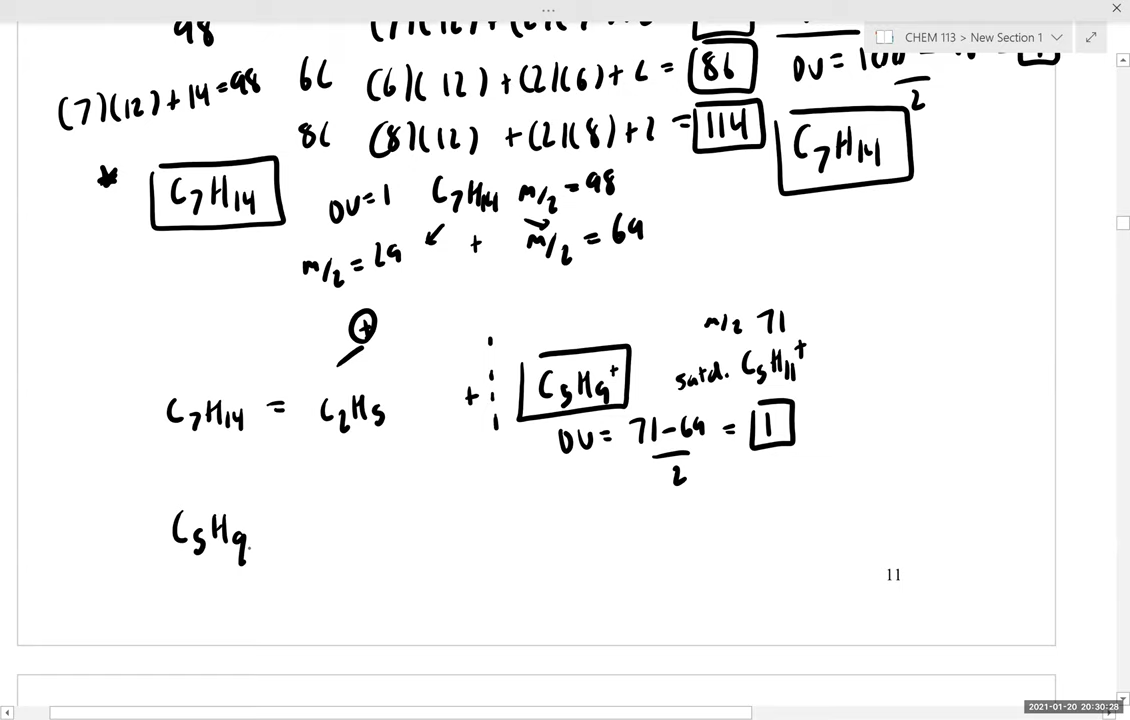 CHEM 113 > New Section 1
98
(7)(12)+14=98
6C (6)(12)+(2)(6)+2 = 86
8C (8)(12) +(2)(8)+2 = 114
2
C7H14
* C7H14
DU=1 C7H14 m/z = 98
m/z = 29 + m/z = 69
+
m/z 71
satd. C5H11+
C7H14 = C2H5 + C5H9+
DU = 71-69 = 1
2
C5H9
11
2021-01-20 20:30:28